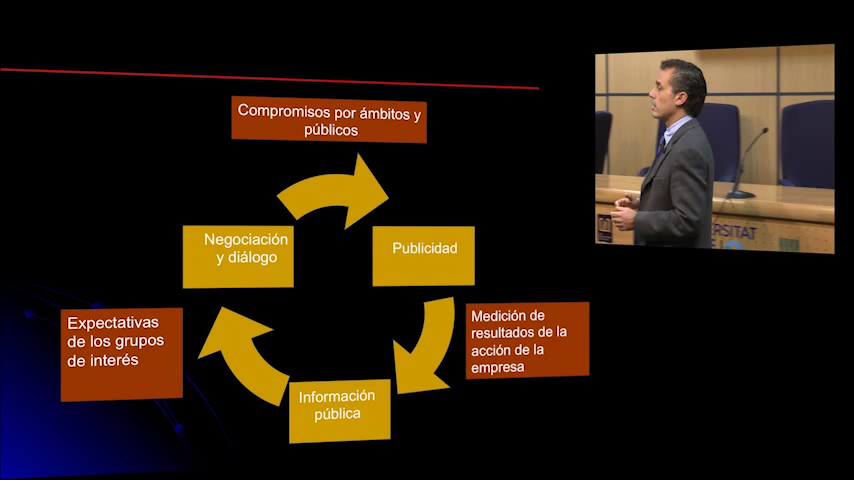 Compromisos por ámbitos y
públicos
Negociación
y diálogo
Publicidad
Expectativas
de los grupos
de interés
Medición de
resultados de la
acción de la
empresa
Información
pública